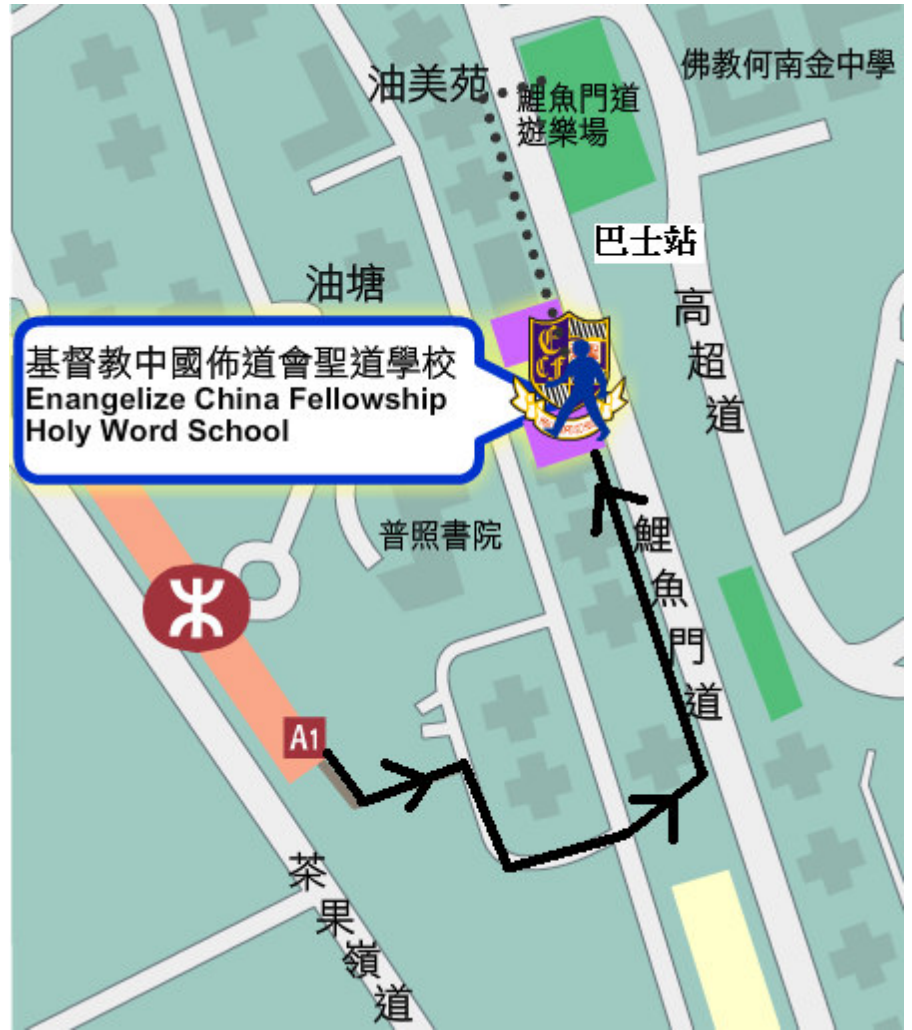 佛教何南金中學
油美苑
鯉魚門道
遊樂場
巴士站
油塘
高超道
基督教中國佈道會聖道學校
Enangelize China Fellowship
Holy Word School
E
C
F
普照書院
鯉魚門道
A1
茶果嶺道